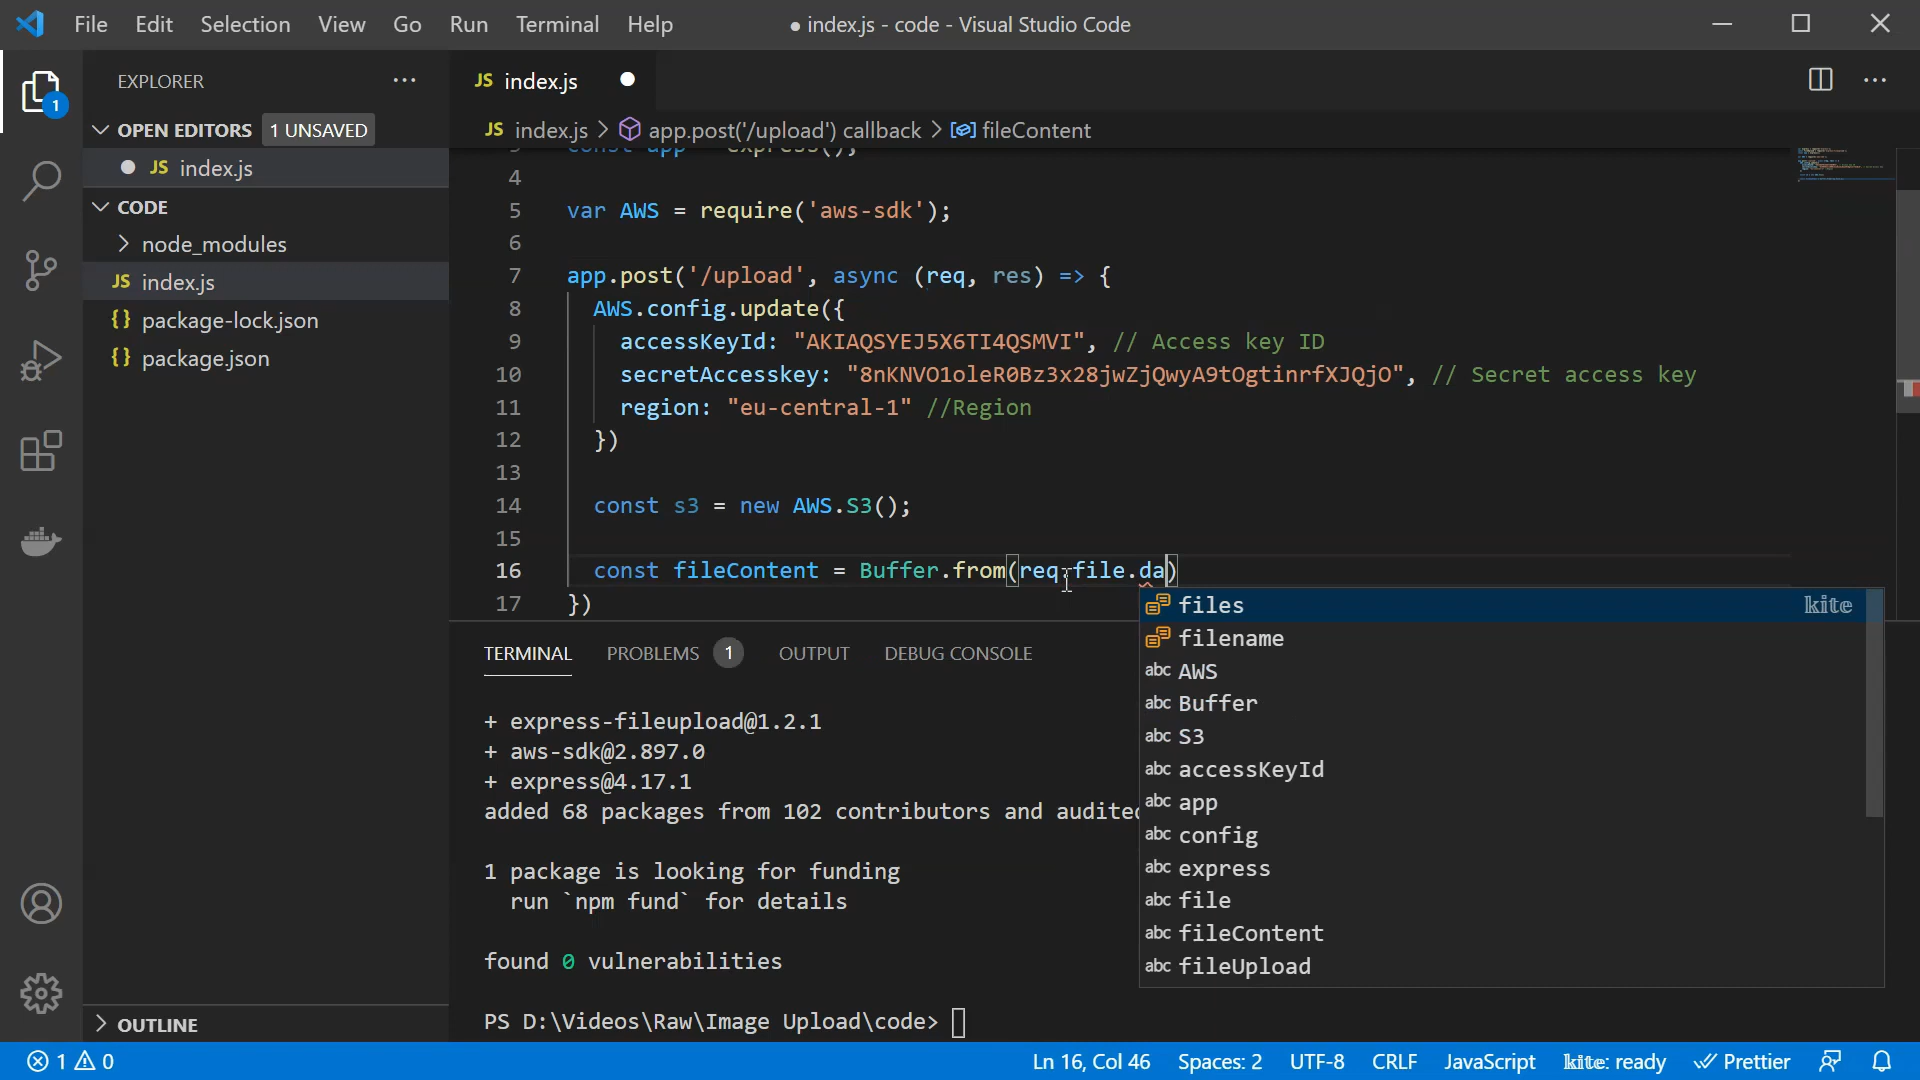 File Edit Selection View Go Run Terminal Help
● index.js - code - Visual Studio Code
EXPLORER
OPEN EDITORS 1 UNSAVED
JS index.js
CODE
node_modules
JS index.js
{} package-lock.json
{} package.json
OUTLINE
1
JS index.js
JS index.js > app.post('/upload') callback > fileContent
const app = express();
4
5 var AWS = require('aws-sdk');
6
7 app.post('/upload', async (req, res) => {
8 AWS.config.update({
9 accessKeyId: "AKIAQSYEJ5X6TI4QSMVI", // Access key ID
10 secretAccesskey: "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", // Secret access key
11 region: "eu-central-1" //Region
12 })
13
14 const s3 = new AWS.S3();
15
16 const fileContent = Buffer.from(req.file.da)
17 })
files kite
filename
abc AWS
abc Buffer
abc S3
abc accessKeyId
abc app
abc config
abc express
abc file
abc fileContent
abc fileUpload
TERMINAL PROBLEMS 1 OUTPUT DEBUG CONSOLE
+ express-fileupload@1.2.1
+ aws-sdk@2.897.0
+ express@4.17.1
added 68 packages from 102 contributors and audited
1 package is looking for funding
run `npm fund` for details
found 0 vulnerabilities
PS D:\Videos\Raw\Image Upload\code>
1 0 Ln 16, Col 46 Spaces: 2 UTF-8 CRLF JavaScript kite: ready Prettier